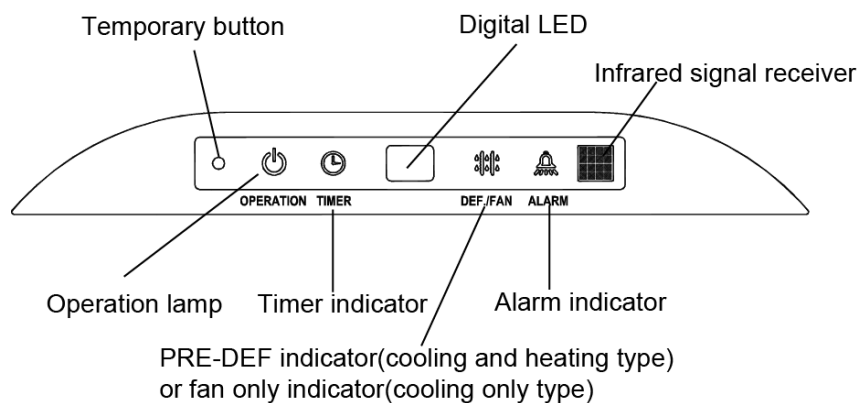 Temporary button
Digital LED
Infrared signal receiver
OPERATION TIMER DEF./FAN ALARM
Operation lamp Timer indicator Alarm indicator
PRE-DEF indicator(cooling and heating type)
or fan only indicator(cooling only type)